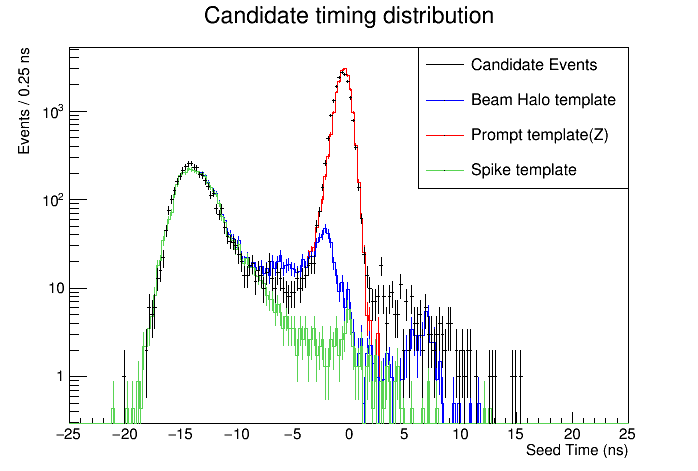 Candidate timing distribution
Events / 0.25 ns
Candidate Events
Beam Halo template
Prompt template(Z)
Spike template
10³
10²
10
1
−25 −20 −15 −10 −5 0 5 10 15 20 25
Seed Time (ns)